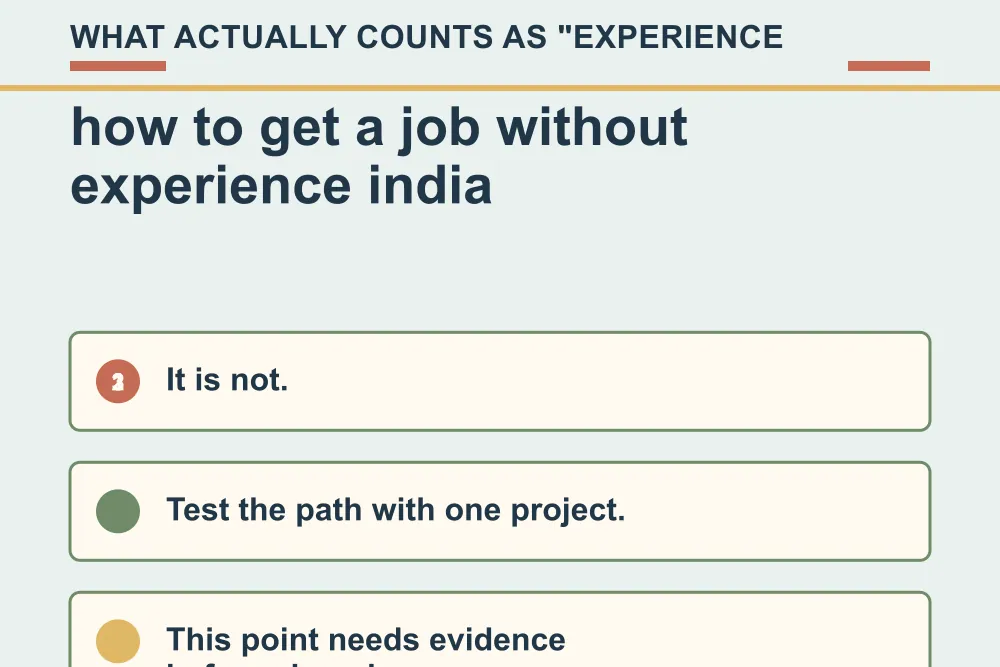 WHAT ACTUALLY COUNTS AS "EXPERIENCE
how to get a job without
experience india
It is not.
Test the path with one project.
This point needs evidence